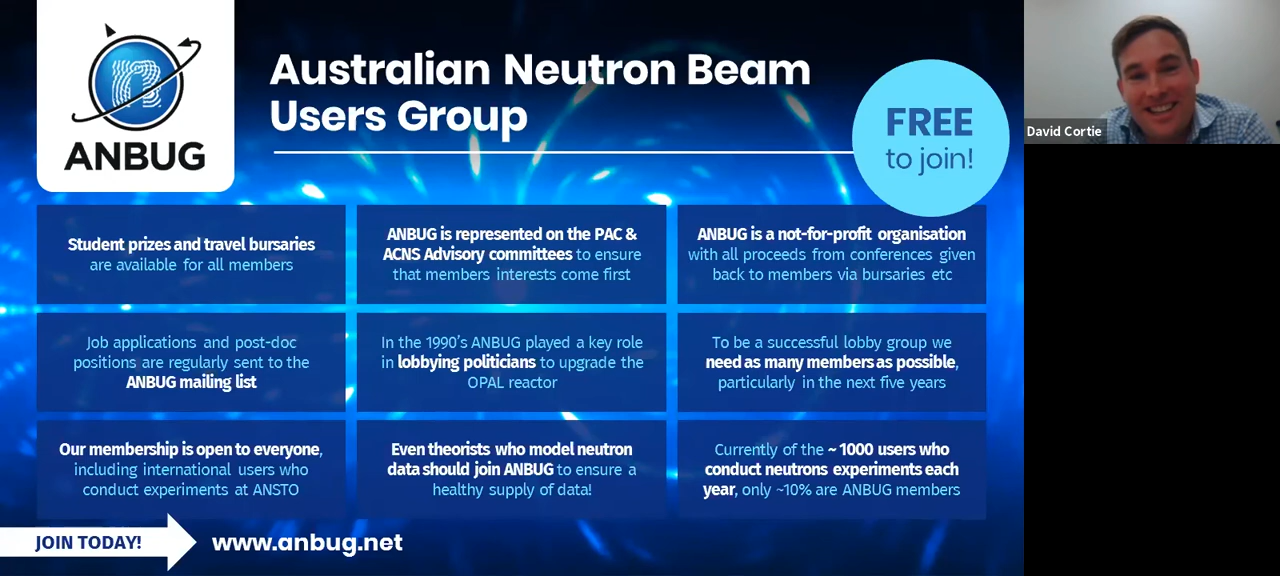 ANBUG
Australian Neutron Beam
Users Group
FREE
to join!
David Cortie
Student prizes and travel bursaries
are available for all members
ANBUG is represented on the PAC &
ACNS Advisory committees to ensure
that members interests come first
ANBUG is a not-for-profit organisation
with all proceeds from conferences given
back to members via bursaries etc
Job applications and post-doc
positions are regularly sent to the
ANBUG mailing list
In the 1990's ANBUG played a key role
in lobbying politicians to upgrade the
OPAL reactor
To be a successful lobby group we
need as many members as possible,
particularly in the next five years
Our membership is open to everyone,
including international users who
conduct experiments at ANSTO
Even theorists who model neutron
data should join ANBUG to ensure a
healthy supply of data!
Currently of the ~ 1000 users who
conduct neutrons experiments each
year, only ~10% are ANBUG members
JOIN TODAY!
www.anbug.net